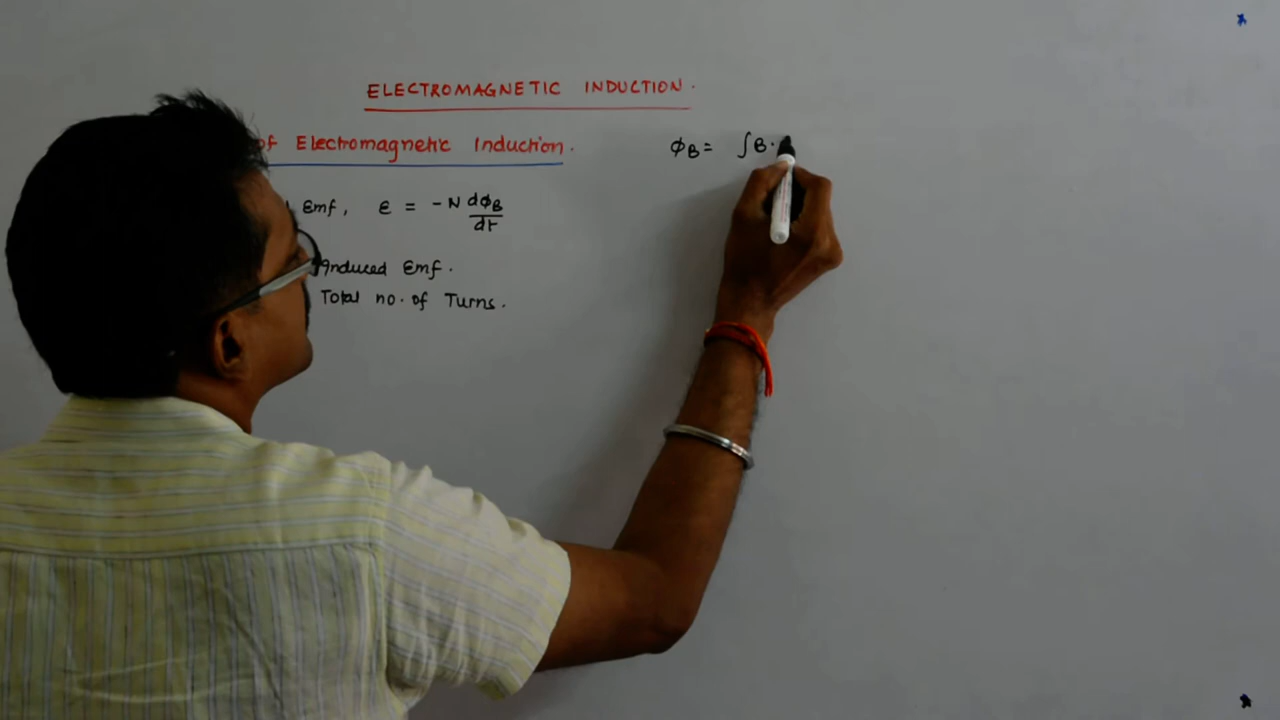 ELECTROMAGNETIC INDUCTION.
of Electromagnetic Induction.
Emf, ε = -N dϕB/dt
Induced Emf.
Total no. of Turns.
ϕB = ∫B.